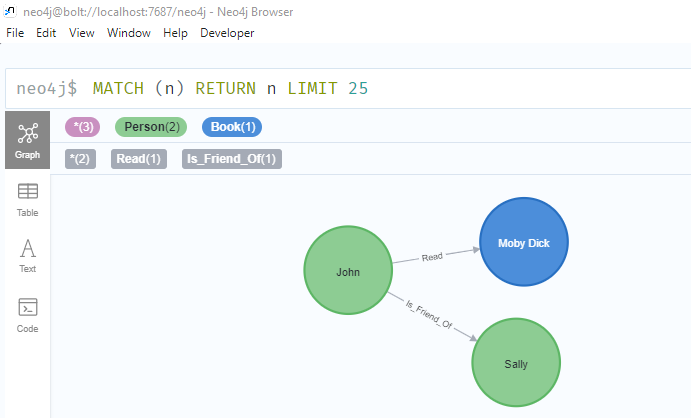 neo4j@bolt://localhost:7687/neo4j - Neo4j Browser
File Edit View Window Help Developer
neo4j$ MATCH (n) RETURN n LIMIT 25
*(3) Person(2) Book(1)
*(2) Read(1) Is_Friend_Of(1)
Graph
Table
Text
Code
Moby Dick
Read
John
Is_Friend_Of
Sally